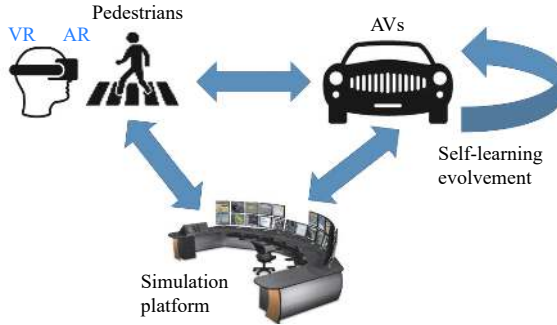 VR AR
Pedestrians
AVs
Self-learning
evolvement
Simulation
platform